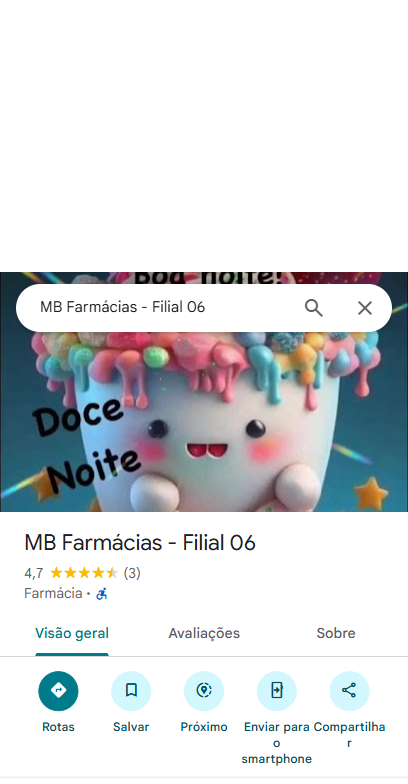 Boa noite!
MB Farmácias - Filial 06
Doce
Noite
MB Farmácias - Filial 06
4,7 (3)
Farmácia •
Visão geral Avaliações Sobre
Rotas Salvar Próximo Enviar para o smartphone Compartilhar